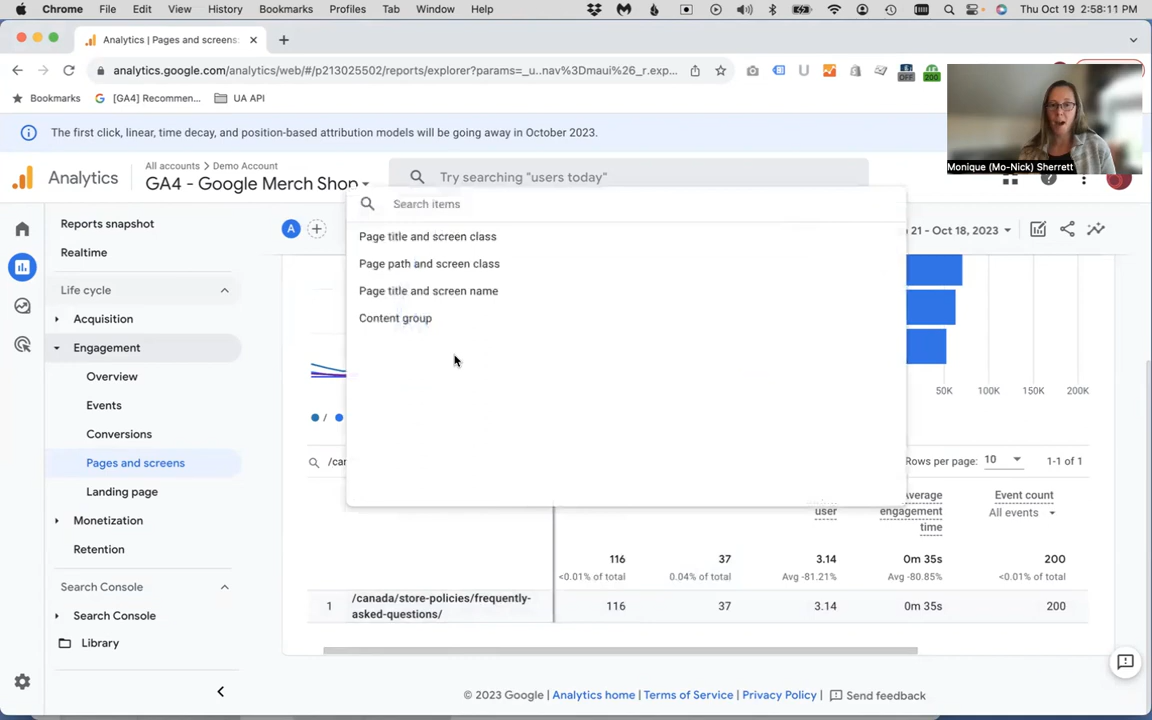 Chrome File Edit View History Bookmarks Profiles Tab Window Help Thu Oct 19 2:58:11 PM
Analytics | Pages and screens:
analytics.google.com/analytics/web/#/p213025502/reports/explorer?params=_u..nav%3Dmaui%26_r.exp...
OFF
200
Bookmarks [GA4] Recommen... UA API
The first click, linear, time decay, and position-based attribution models will be going away in October 2023.
Monique (Mo-Nick) Sherrett
Analytics
All accounts > Demo Account
GA4 - Google Merch Shop
Try searching "users today"
Reports snapshot
Realtime
Life cycle
Acquisition
Engagement
Overview
Events
Conversions
Pages and screens
Landing page
Monetization
Retention
Search Console
Search Console
Library
A
21 - Oct 18, 2023
Search items
Page title and screen class
Page path and screen class
Page title and screen name
Content group
50K 100K 150K 200K
/
/can
Rows per page: 10 1-1 of 1
user
Average
engagement
time
Event count
All events
116 37 3.14 0m 35s 200
<0.01% of total 0.04% of total Avg -81.21% Avg -80.85% <0.01% of total
1 /canada/store-policies/frequently-
asked-questions/ 116 37 3.14 0m 35s 200
© 2023 Google | Analytics home | Terms of Service | Privacy Policy | Send feedback